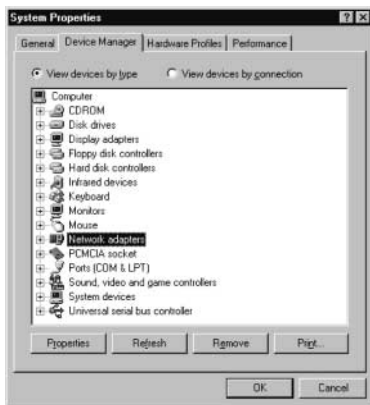 System Properties
General Device Manager Hardware Profiles Performance
View devices by type View devices by connection
Computer
CDROM
Disk drives
Display adapters
Floppy disk controllers
Hard disk controllers
Infrared devices
Keyboard
Monitors
Mouse
Network adapters
PCMCIA socket
Ports (COM & LPT)
Sound, video and game controllers
System devices
Universal serial bus controller
Properties Refresh Remove Print...
OK Cancel